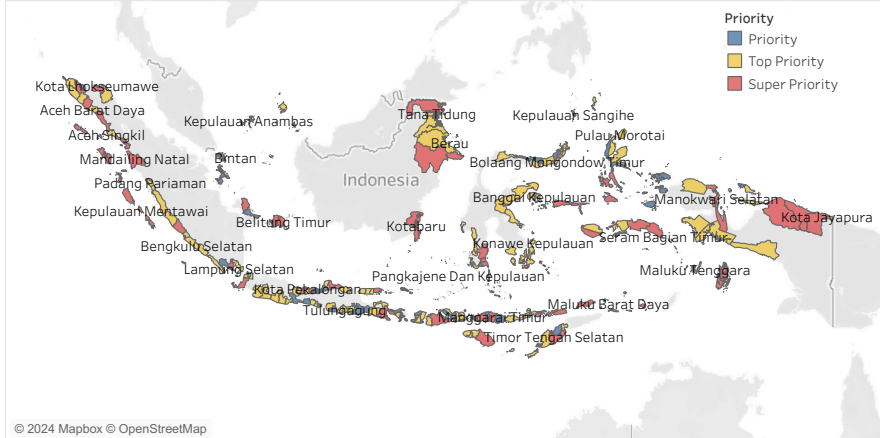 Priority
Priority
Top Priority
Super Priority
Kota Lhokseumawe
Aceh Barat Daya
Kepulauan Anambas
Tana Tidung
Kepulauan Sangihe
Aceh Singkil
Pulau Morotai
Berau
Mandailing Natal
Bintan
Bolaang Mongondow Timur
Indonesia
Padang Pariaman
Banggai Kepulauan
Manokwari Selatan
Kepulauan Mentawai
Belitung Timur
Kotabaru
Kota Jayapura
Seram Bagian Timur
Bengkulu Selatan
Konawe Kepulauan
Lampung Selatan
Pangkajene Dan Kepulauan
Maluku Tenggara
Kota Pekalongan
Maluku Barat Daya
Tulungagung
Manggarai Timur
Timor Tengah Selatan
© 2024 Mapbox © OpenStreetMap